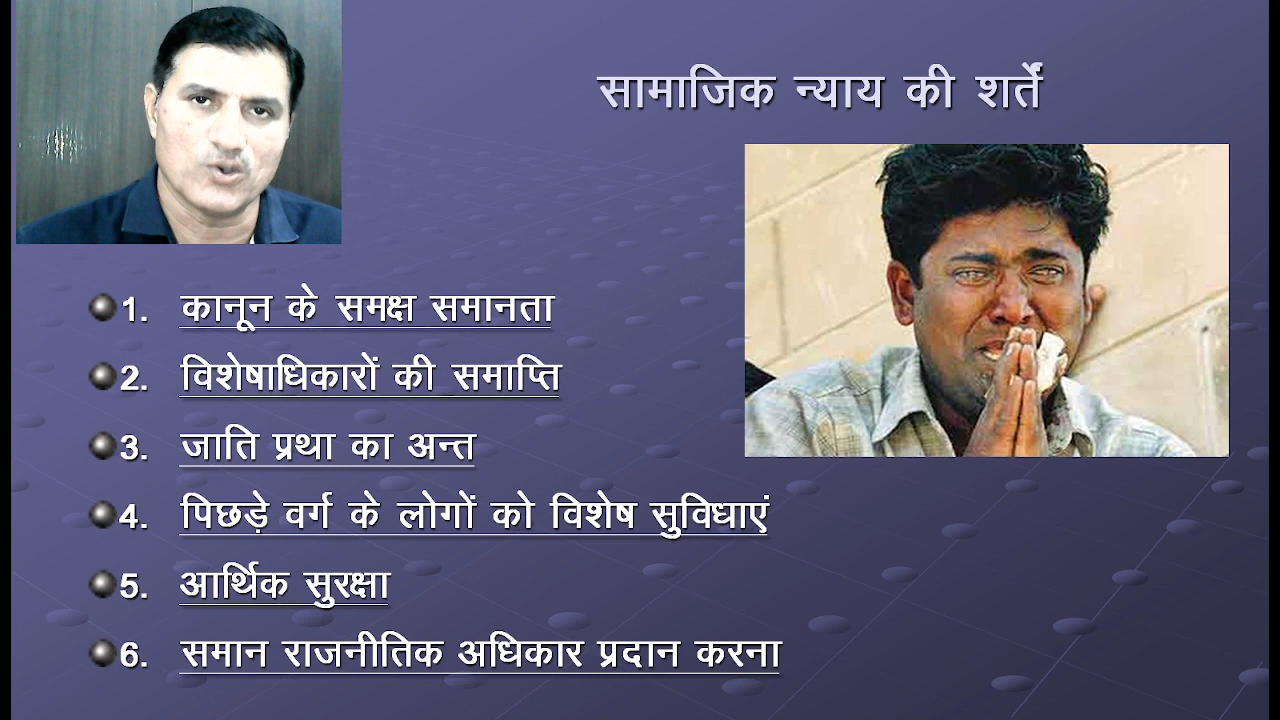 सामाजिक न्याय की शर्तें
1. कानून के समक्ष समानता
2. विशेषाधिकारों की समाप्ति
3. जाति प्रथा का अन्त
4. पिछड़े वर्ग के लोगों को विशेष सुविधाएं
5. आर्थिक सुरक्षा
6. समान राजनीतिक अधिकार प्रदान करना